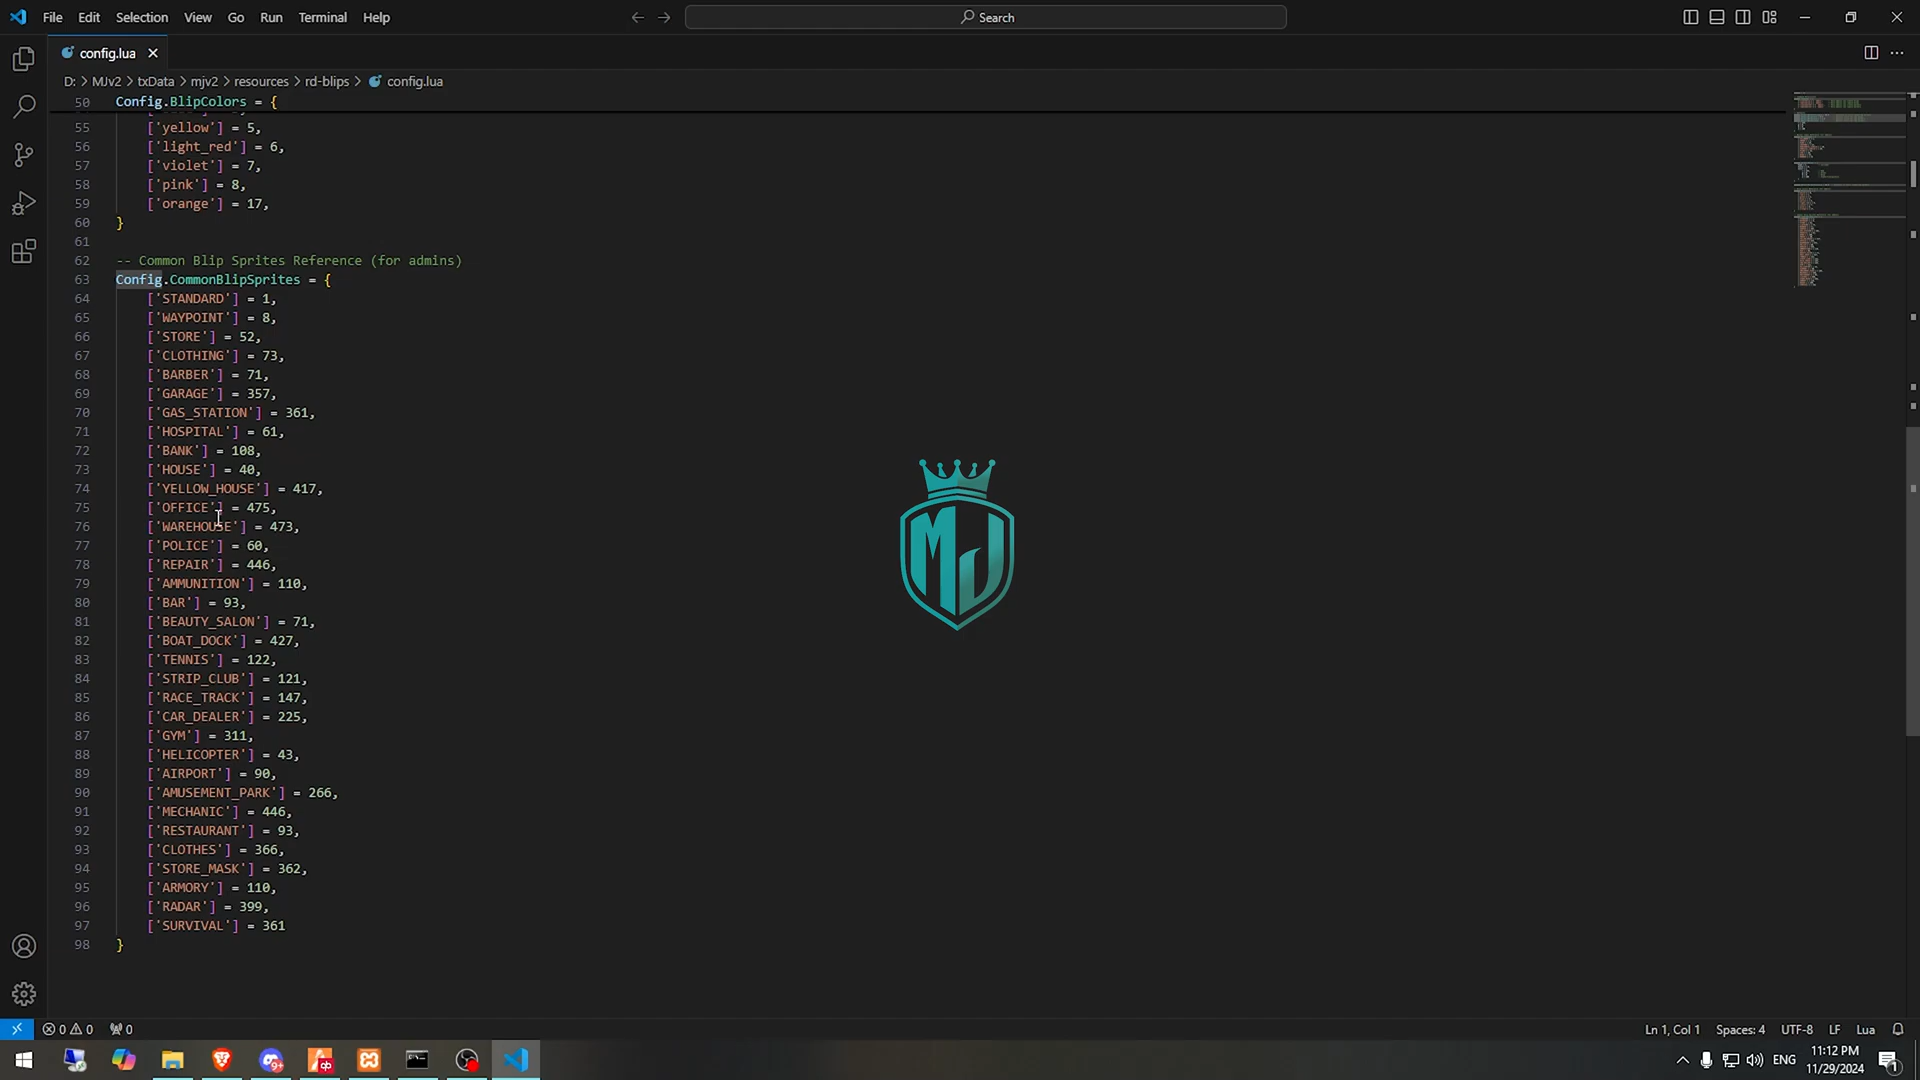 File Edit Selection View Go Run Terminal Help
Search
config.lua
D: > MJv2 > txData > mjv2 > resources > rd-blips > config.lua
50 Config.BlipColors = {
55 ['yellow'] = 5,
56 ['light_red'] = 6,
57 ['violet'] = 7,
58 ['pink'] = 8,
59 ['orange'] = 17,
60 }
61
62 -- Common Blip Sprites Reference (for admins)
63 Config.CommonBlipSprites = {
64 ['STANDARD'] = 1,
65 ['WAYPOINT'] = 8,
66 ['STORE'] = 52,
67 ['CLOTHING'] = 73,
68 ['BARBER'] = 71,
69 ['GARAGE'] = 357,
70 ['GAS_STATION'] = 361,
71 ['HOSPITAL'] = 61,
72 ['BANK'] = 108,
73 ['HOUSE'] = 40,
74 ['YELLOW_HOUSE'] = 417,
75 ['OFFICE'] = 475,
76 ['WAREHOUSE'] = 473,
77 ['POLICE'] = 60,
78 ['REPAIR'] = 446,
79 ['AMMUNITION'] = 110,
80 ['BAR'] = 93,
81 ['BEAUTY_SALON'] = 71,
82 ['BOAT_DOCK'] = 427,
83 ['TENNIS'] = 122,
84 ['STRIP_CLUB'] = 121,
85 ['RACE_TRACK'] = 147,
86 ['CAR_DEALER'] = 225,
87 ['GYM'] = 311,
88 ['HELICOPTER'] = 43,
89 ['AIRPORT'] = 90,
90 ['AMUSEMENT_PARK'] = 266,
91 ['MECHANIC'] = 446,
92 ['RESTAURANT'] = 93,
93 ['CLOTHES'] = 366,
94 ['STORE_MASK'] = 362,
95 ['ARMORY'] = 110,
96 ['RADAR'] = 399,
97 ['SURVIVAL'] = 361
98 }
MJ
0 0 0
Ln 1, Col 1 Spaces: 4 UTF-8 LF Lua
ENG
11:12 PM
11/29/2024